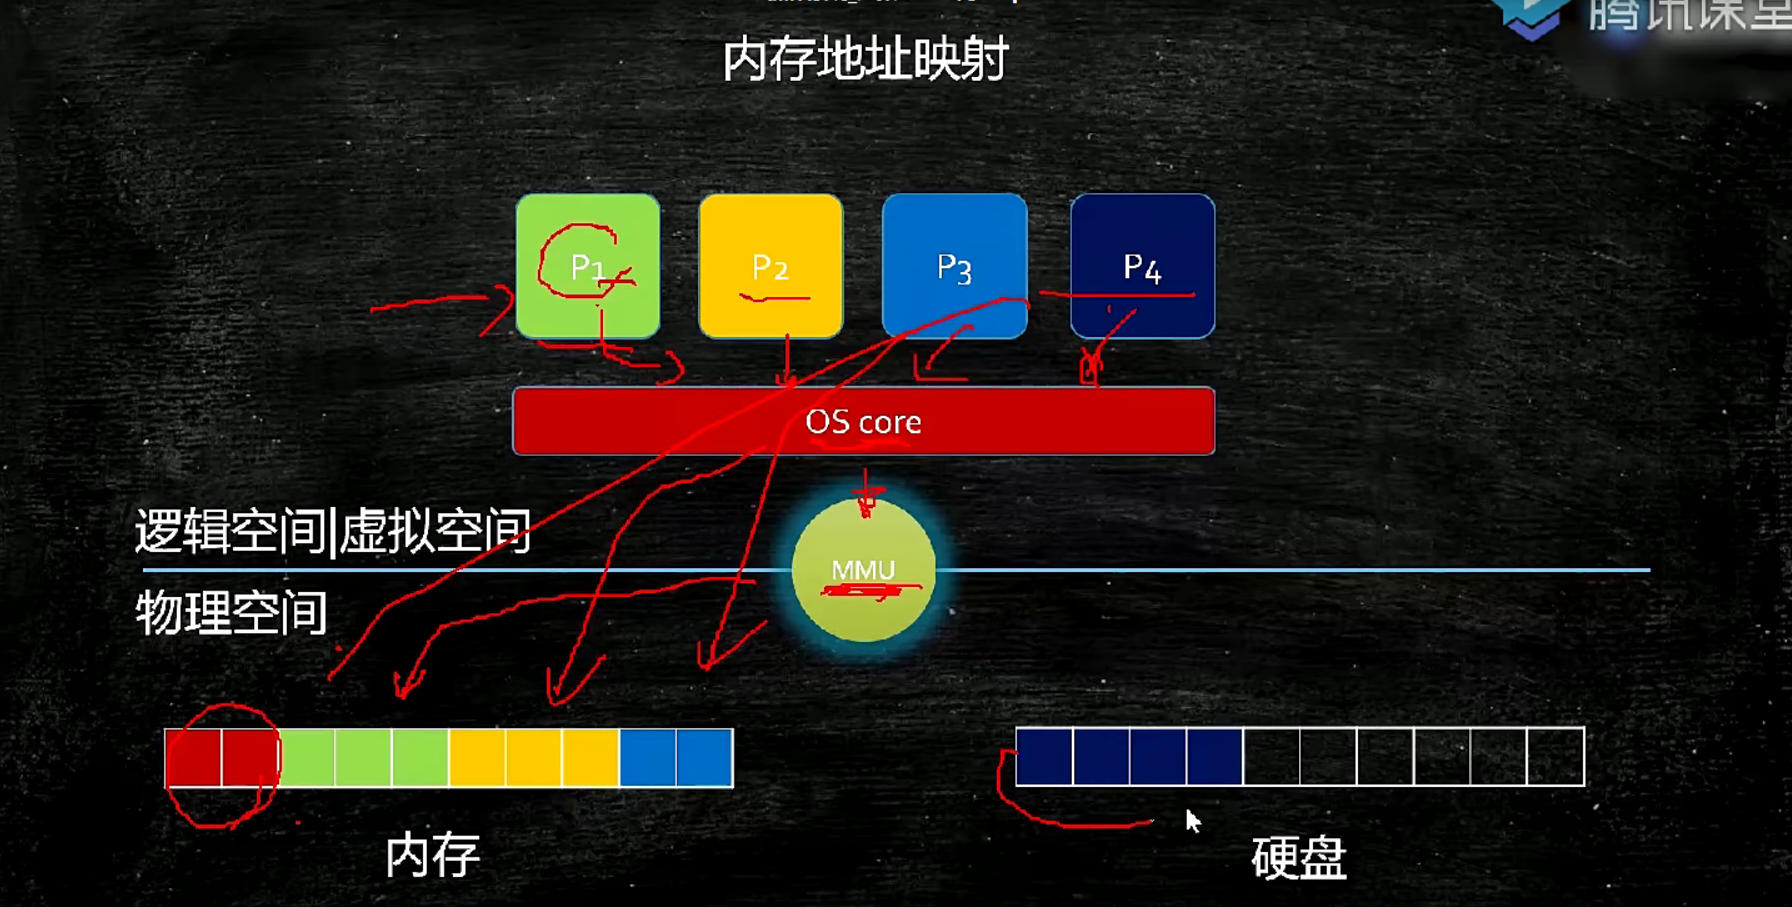 腾讯课堂
内存地址映射
P1
P2
P3
P4
OS core
逻辑空间|虚拟空间
MMU
物理空间
内存
硬盘